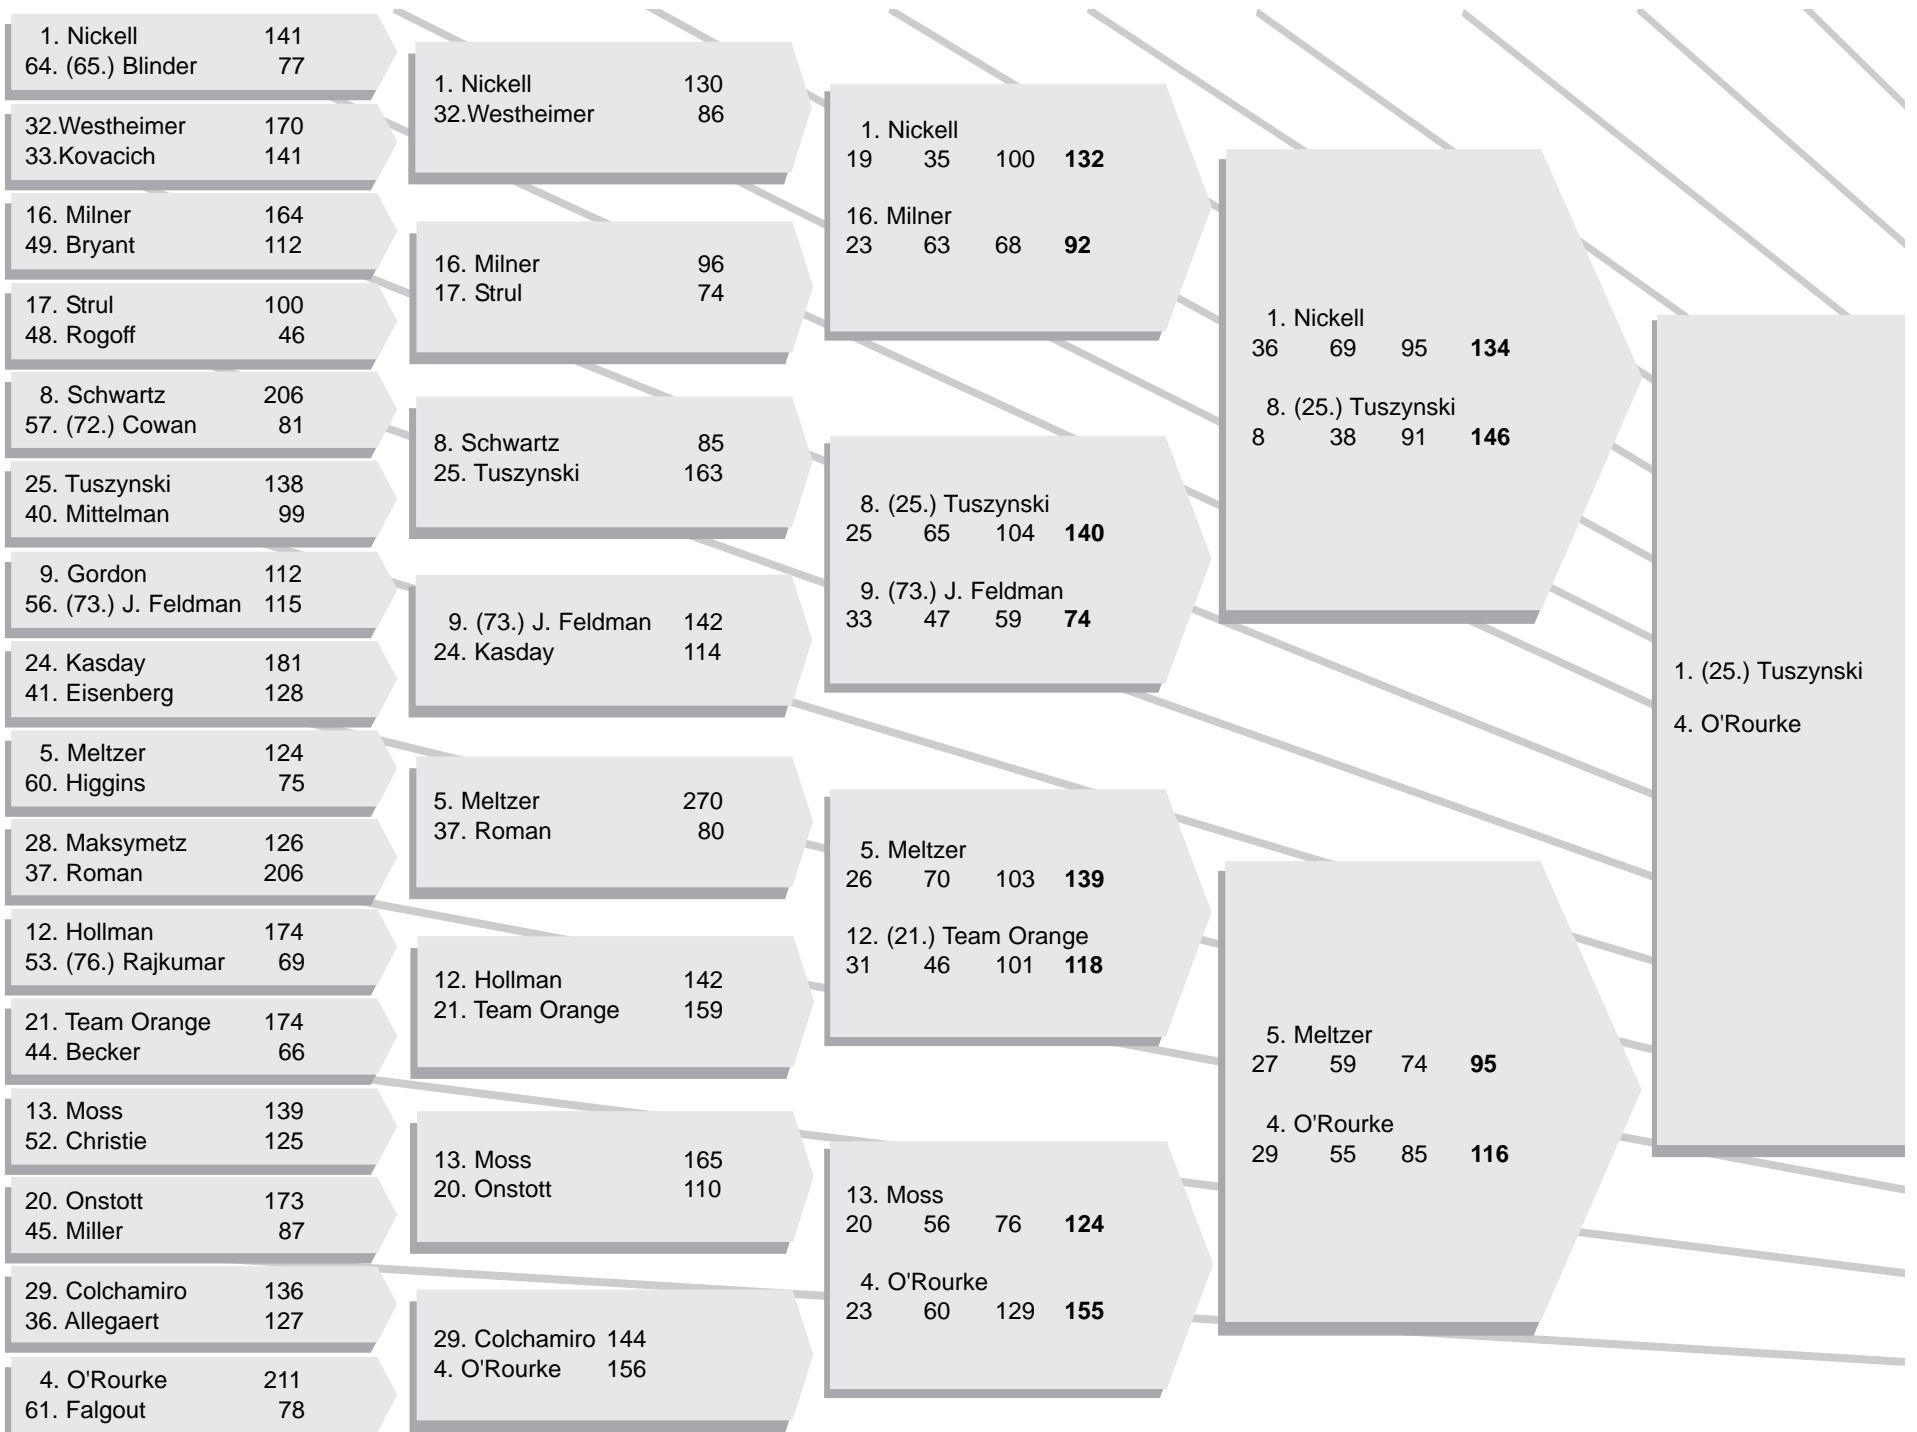 1. Nickell 141
64. (65.) Blinder 77
32.Westheimer 170
33.Kovacich 141
16. Milner 164
49. Bryant 112
17. Strul 100
48. Rogoff 46
8. Schwartz 206
57. (72.) Cowan 81
25. Tuszynski 138
40. Mittelman 99
9. Gordon 112
56. (73.) J. Feldman 115
24. Kasday 181
41. Eisenberg 128
5. Meltzer 124
60. Higgins 75
28. Maksymetz 126
37. Roman 206
12. Hollman 174
53. (76.) Rajkumar 69
21. Team Orange 174
44. Becker 66
13. Moss 139
52. Christie 125
20. Onstott 173
45. Miller 87
29. Colchamiro 136
36. Allegaert 127
4. O'Rourke 211
61. Falgout 78
1. Nickell 130
32.Westheimer 86
16. Milner 96
17. Strul 74
8. Schwartz 85
25. Tuszynski 163
9. (73.) J. Feldman 142
24. Kasday 114
5. Meltzer 270
37. Roman 80
12. Hollman 142
21. Team Orange 159
13. Moss 165
20. Onstott 110
29. Colchamiro 144
4. O'Rourke 156
1. Nickell
19 35 100 132
16. Milner
23 63 68 92
8. (25.) Tuszynski
25 65 104 140
9. (73.) J. Feldman
33 47 59 74
5. Meltzer
26 70 103 139
12. (21.) Team Orange
31 46 101 118
13. Moss
20 56 76 124
4. O'Rourke
23 60 129 155
1. Nickell
36 69 95 134
8. (25.) Tuszynski
8 38 91 146
5. Meltzer
27 59 74 95
4. O'Rourke
29 55 85 116
1. (25.) Tuszynski
4. O'Rourke